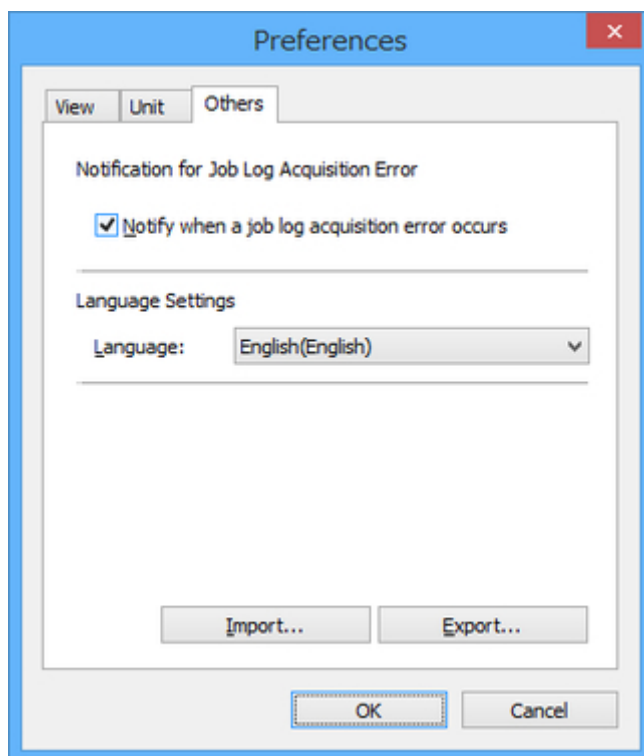 Preferences
View Unit Others
Notification for Job Log Acquisition Error
Notify when a job log acquisition error occurs
Language Settings
Language: English(English)
Import... Export...
OK Cancel